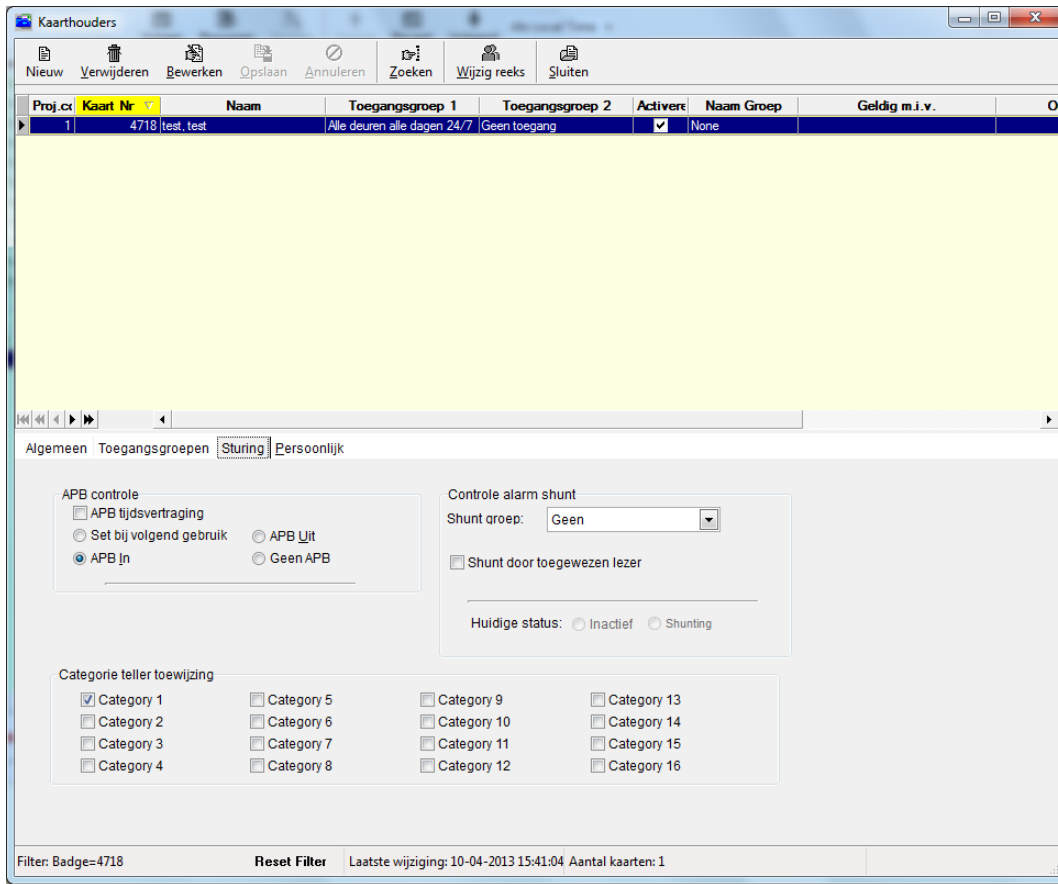 Kaarthouders
Nieuw Verwijderen Bewerken Opslaan Annuleren Zoeken Wijzig reeks Sluiten
Proj.co Kaart Nr Naam Toegangsgroep 1 Toegangsgroep 2 Activere Naam Groep Geldig m.i.v. O
1 4718 test, test Alle deuren alle dagen 24/7 Geen toegang None
Algemeen Toegangsgroepen Sturing Persoonlijk
APB controle
APB tijdsvertraging
Set bij volgend gebruik APB Uit
APB In Geen APB
Controle alarm shunt
Shunt groep: Geen
Shunt door toegewezen lezer
Huidige status: Inactief Shunting
Categorie teller toewijzing
Category 1 Category 5 Category 9 Category 13
Category 2 Category 6 Category 10 Category 14
Category 3 Category 7 Category 11 Category 15
Category 4 Category 8 Category 12 Category 16
Filter: Badge=4718 Reset Filter Laatste wijziging: 10-04-2013 15:41:04 Aantal kaarten: 1